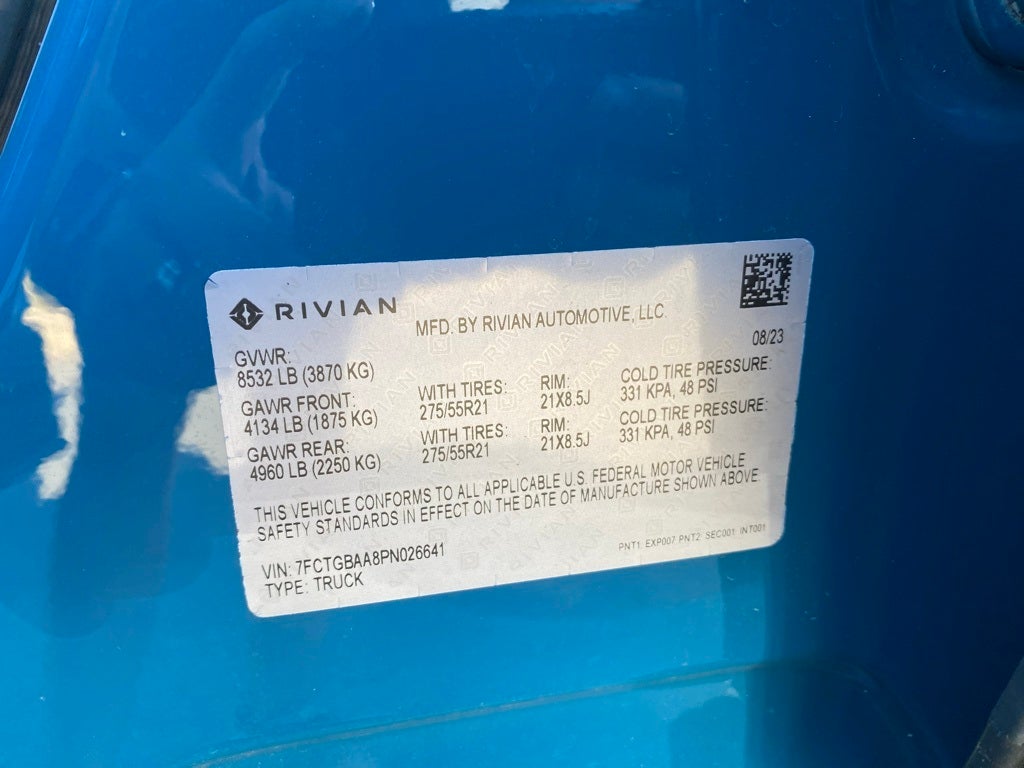 RIVIAN
MFD. BY RIVIAN AUTOMOTIVE, LLC.
08/23
GVWR:
8532 LB (3870 KG)
GAWR FRONT: WITH TIRES: RIM: COLD TIRE PRESSURE:
4134 LB (1875 KG) 275/55R21 21X8.5J 331 KPA, 48 PSI
GAWR REAR: WITH TIRES: RIM: COLD TIRE PRESSURE:
4960 LB (2250 KG) 275/55R21 21X8.5J 331 KPA, 48 PSI
THIS VEHICLE CONFORMS TO ALL APPLICABLE U.S. FEDERAL MOTOR VEHICLE
SAFETY STANDARDS IN EFFECT ON THE DATE OF MANUFACTURE SHOWN ABOVE.
PNT1: EXP007 PNT2: SEC001: INT001
VIN: 7FCTGBAA8PN026641
TYPE: TRUCK